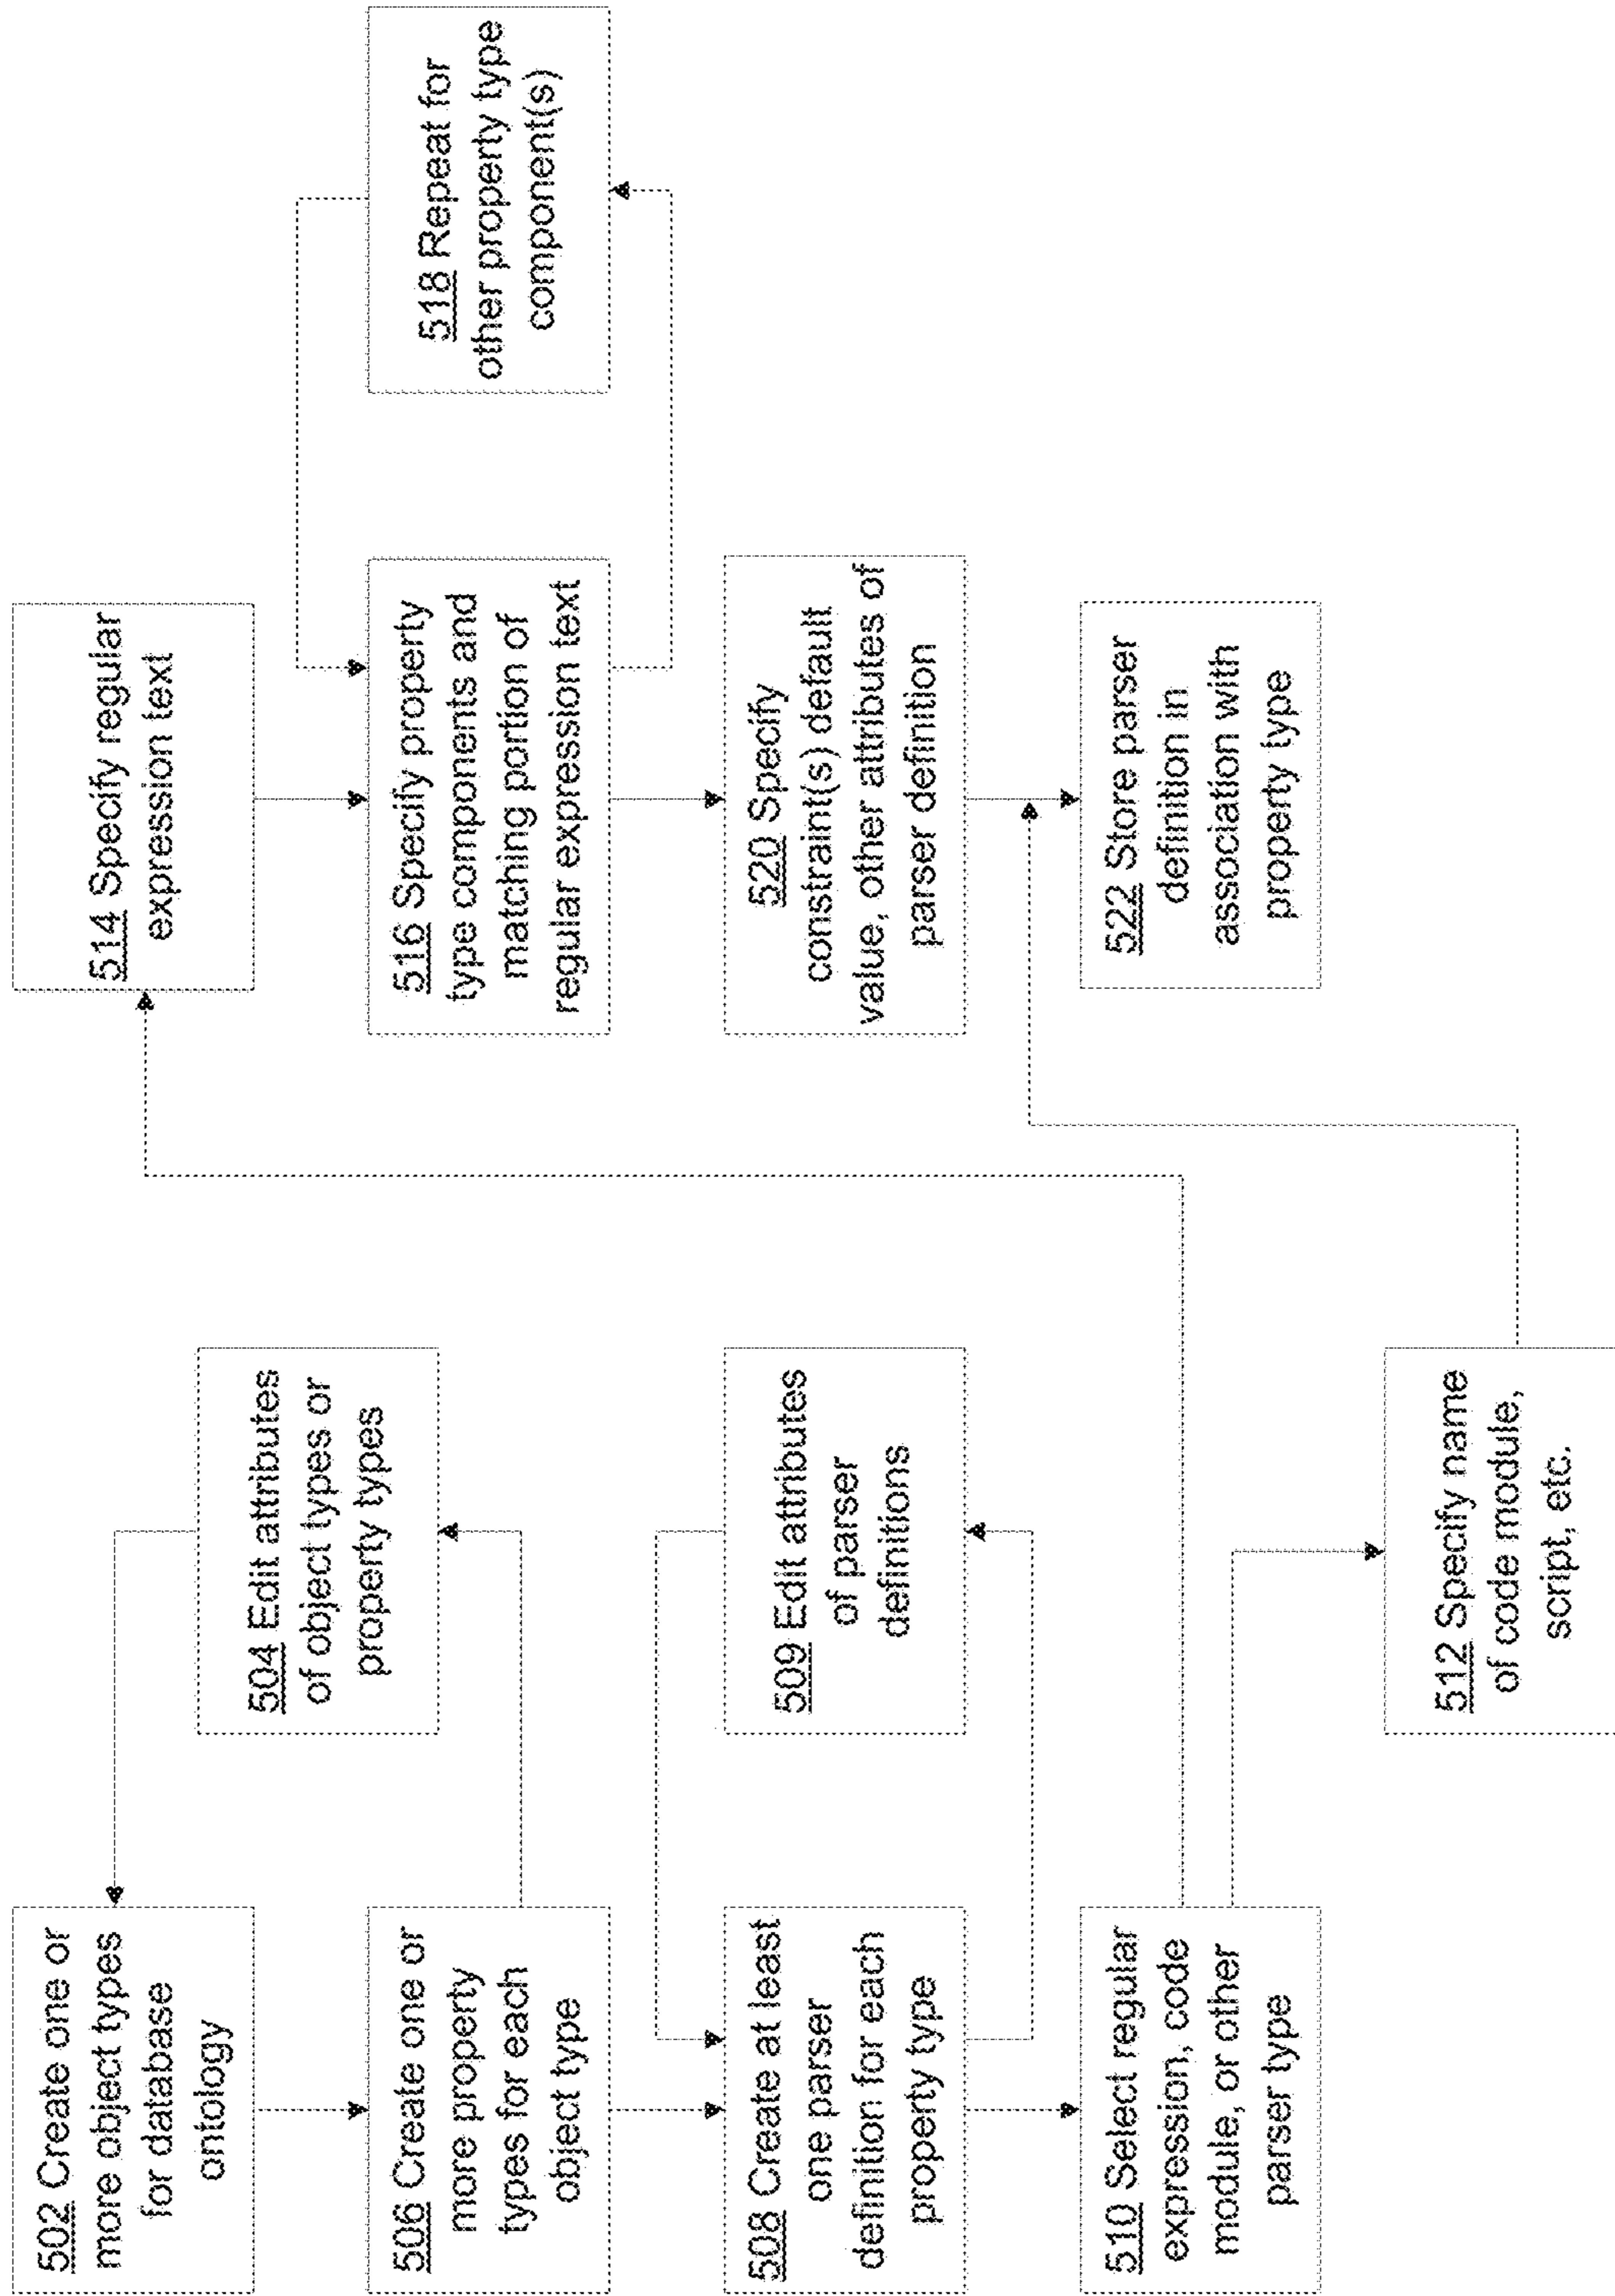 502 Create one or
more object types
for database
ontology
504 Edit attributes
of object types or
property types
506 Create one or
more property
types for each
object type
508 Create at least
one parser
definition for each
property type
509 Edit attributes
of parser
definitions
510 Select regular
expression, code
module, or other
parser type
512 Specify name
of code module,
script, etc.
514 Specify regular
expression text
516 Specify property
type components and
matching portion of
regular expression text
518 Repeat for
other property type
component(s)
520 Specify
constraint(s) default
value, other attributes of
parser definition
522 Store parser
definition in
association with
property type